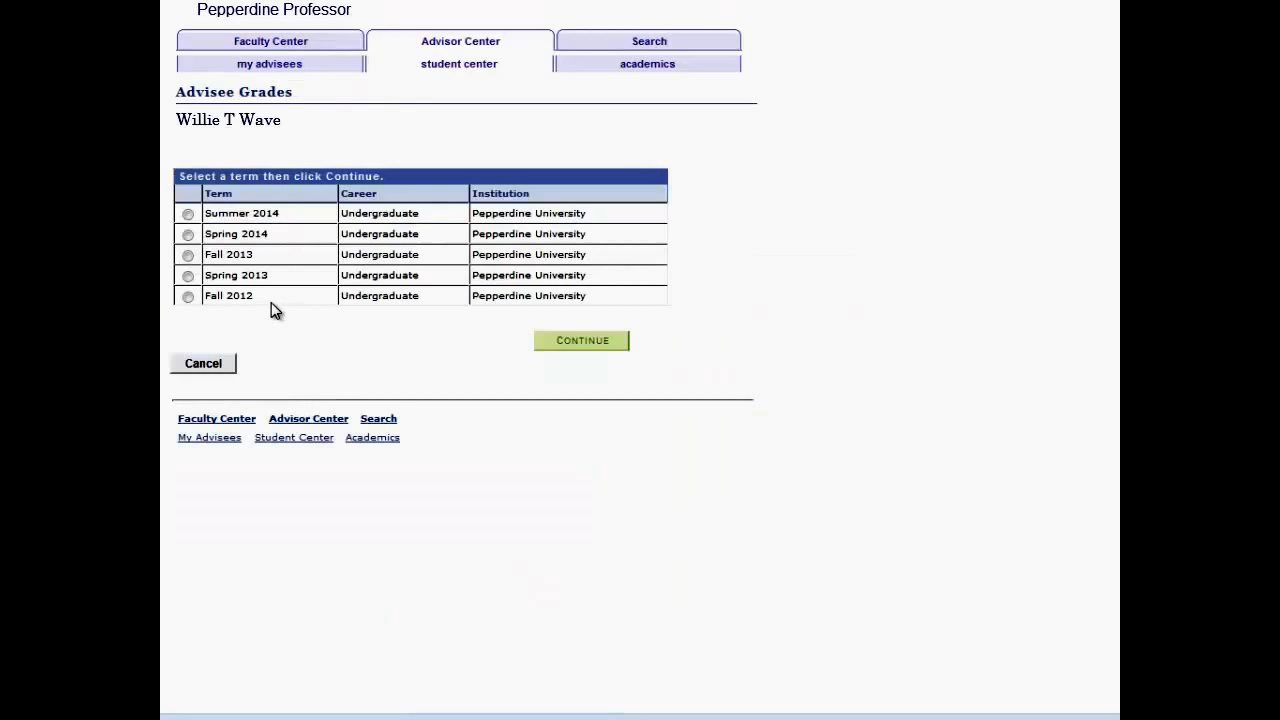 Pepperdine Professor
Faculty Center Advisor Center Search
my advisees student center academics
Advisee Grades
Willie T Wave
Select a term then click Continue.
Term Career Institution
Summer 2014 Undergraduate Pepperdine University
Spring 2014 Undergraduate Pepperdine University
Fall 2013 Undergraduate Pepperdine University
Spring 2013 Undergraduate Pepperdine University
Fall 2012 Undergraduate Pepperdine University
CONTINUE
Cancel
Faculty Center Advisor Center Search
My Advisees Student Center Academics